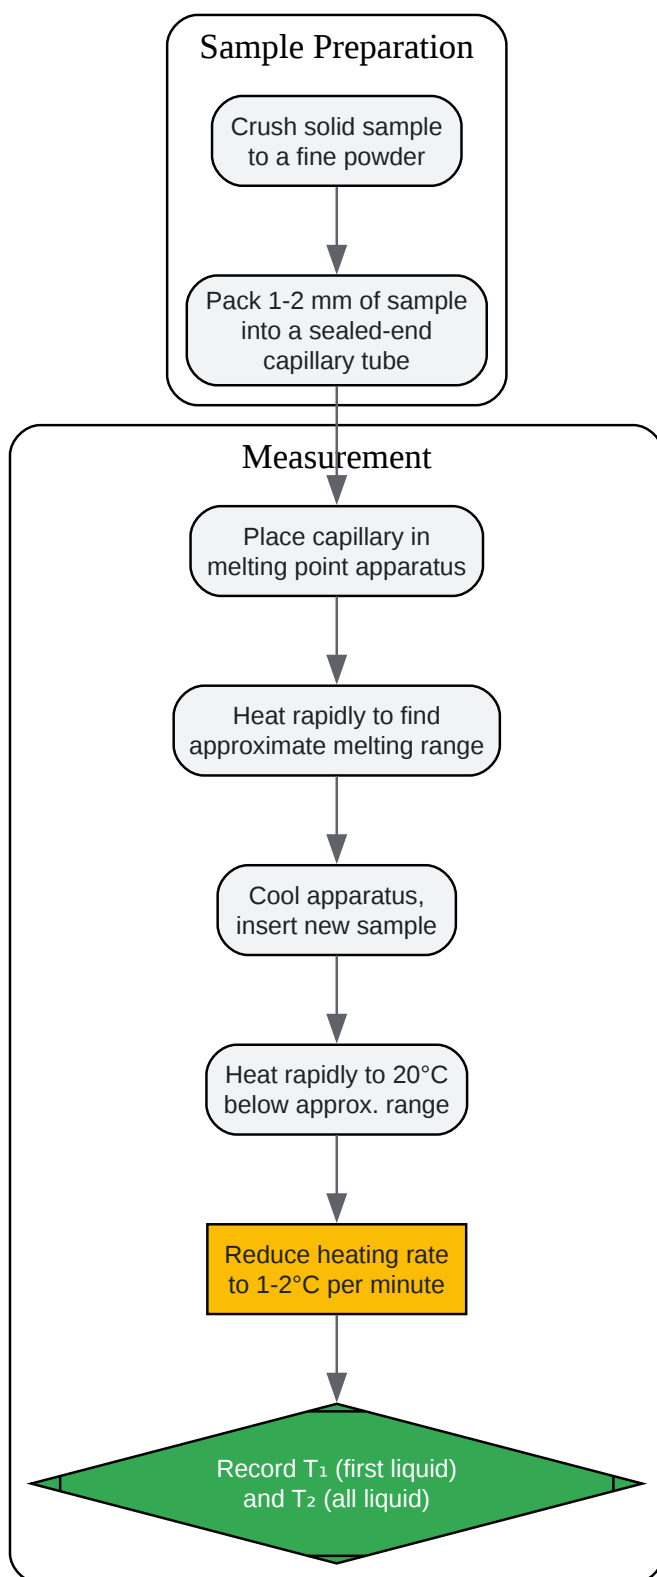 Sample Preparation
Crush solid sample
to a fine powder
Pack 1-2 mm of sample
into a sealed-end
capillary tube
Measurement
Place capillary in
melting point apparatus
Heat rapidly to find
approximate melting range
Cool apparatus,
insert new sample
Heat rapidly to 20°C
below approx. range
Reduce heating rate
to 1-2°C per minute
Record T₁ (first liquid)
and T₂ (all liquid)